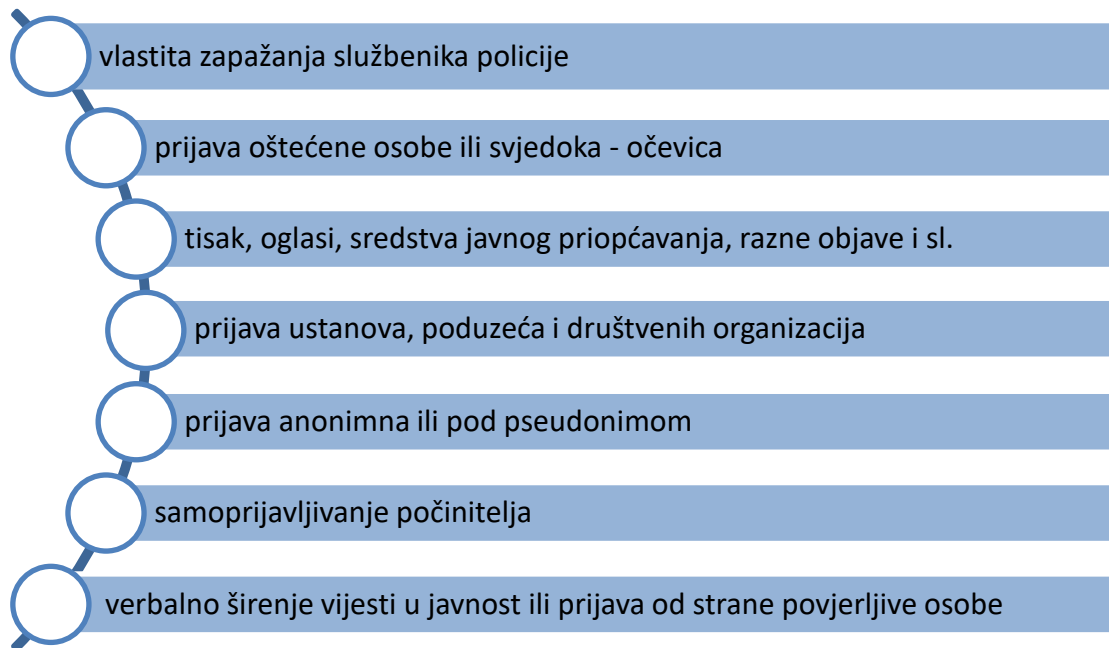 vlastita zapažanja službenika policije
prijava oštećene osobe ili svjedoka - očevica
tisak, oglasi, sredstva javnog priopćavanja, razne objave i sl.
prijava ustanova, poduzeća i društvenih organizacija
prijava anonimna ili pod pseudonimom
samoprijavljivanje počinitelja
verbalno širenje vijesti u javnost ili prijava od strane povjerljive osobe